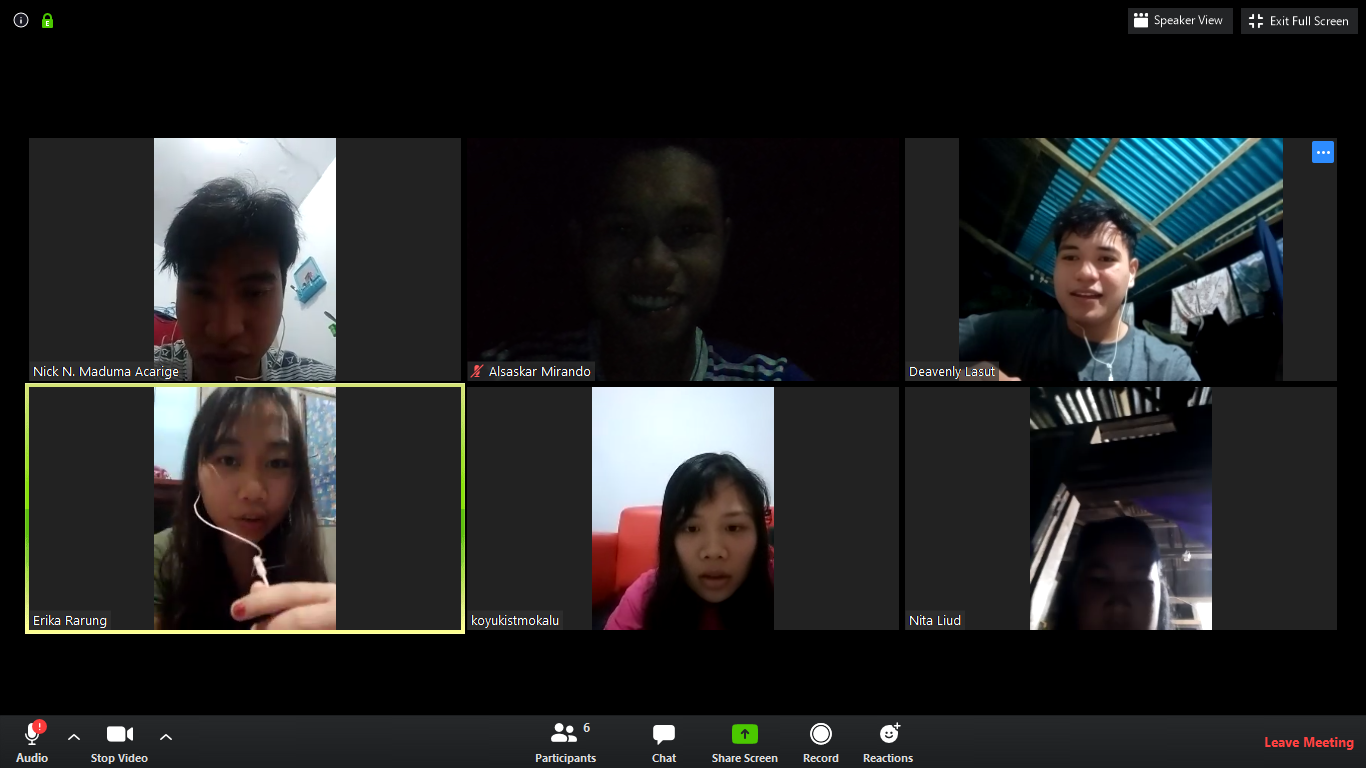 Speaker View
Exit Full Screen
Nick N. Maduma Acarige
Alsaskar Mirando
Deavenly Lasut
Erika Rarung
koyukistmokalu
Nita Liud
Audio
Stop Video
Participants
6
Chat
Share Screen
Record
Reactions
Leave Meeting